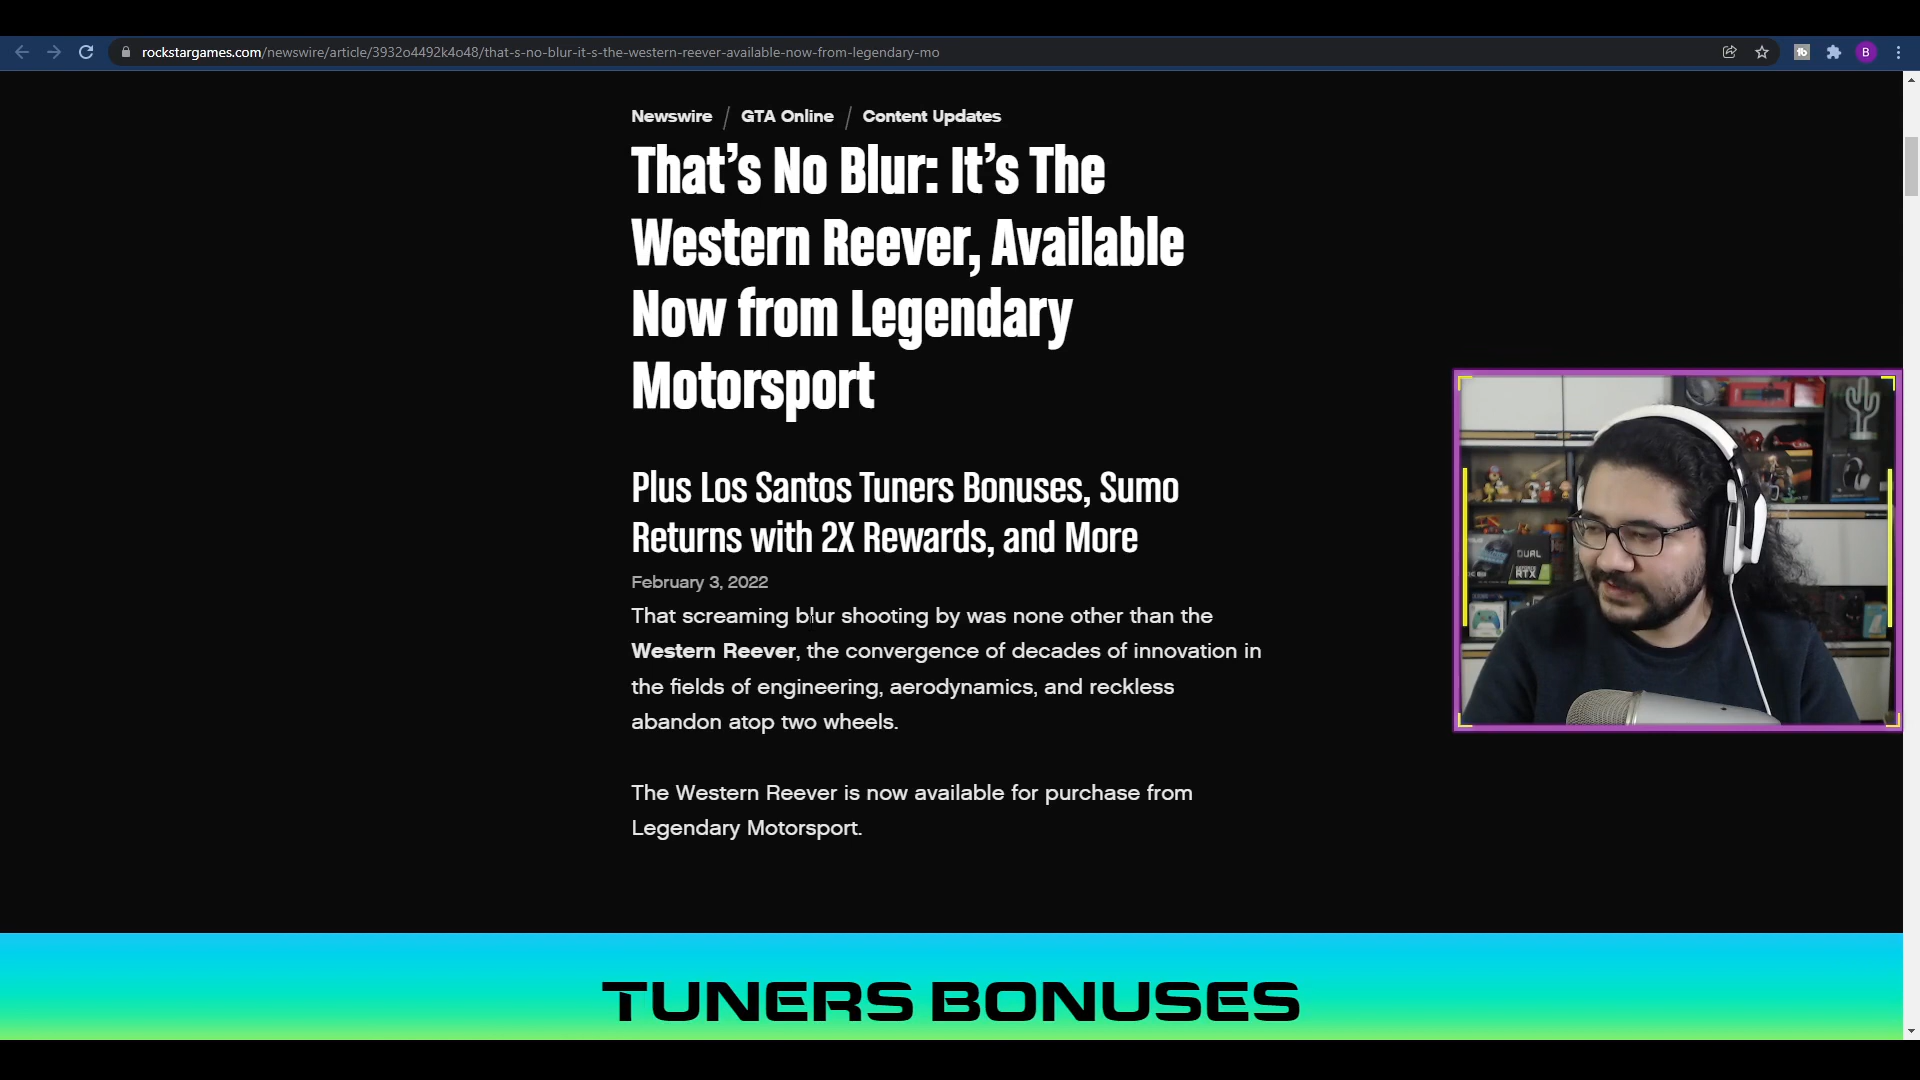 rockstargames.com/newswire/article/3932o4492k4o48/that-s-no-blur-it-s-the-western-reever-available-now-from-legendary-mo
B
Newswire / GTA Online / Content Updates
That’s No Blur: It’s The
Western Reever, Available
Now from Legendary
Motorsport
Plus Los Santos Tuners Bonuses, Sumo
Returns with 2X Rewards, and More
February 3, 2022
That screaming blur shooting by was none other than the
Western Reever, the convergence of decades of innovation in
the fields of engineering, aerodynamics, and reckless
abandon atop two wheels.
The Western Reever is now available for purchase from
Legendary Motorsport.
DUAL
RTX
TUNERS BONUSES